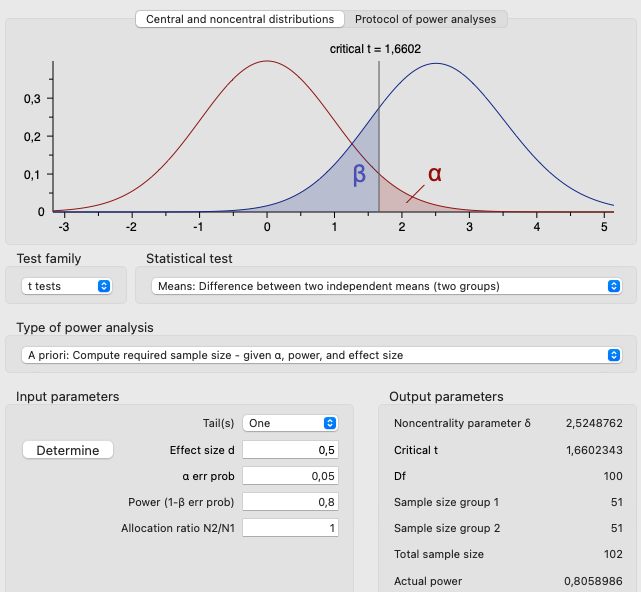 Central and noncentral distributions Protocol of power analyses
critical t = 1,6602
0,3
0,2
0,1
0
β
α
-3 -2 -1 0 1 2 3 4 5
Test family Statistical test
t tests Means: Difference between two independent means (two groups)
Type of power analysis
A priori: Compute required sample size - given α, power, and effect size
Input parameters
Tail(s) One
Determine Effect size d 0,5
α err prob 0,05
Power (1-β err prob) 0,8
Allocation ratio N2/N1 1
Output parameters
Noncentrality parameter δ 2,5248762
Critical t 1,6602343
Df 100
Sample size group 1 51
Sample size group 2 51
Total sample size 102
Actual power 0,8058986